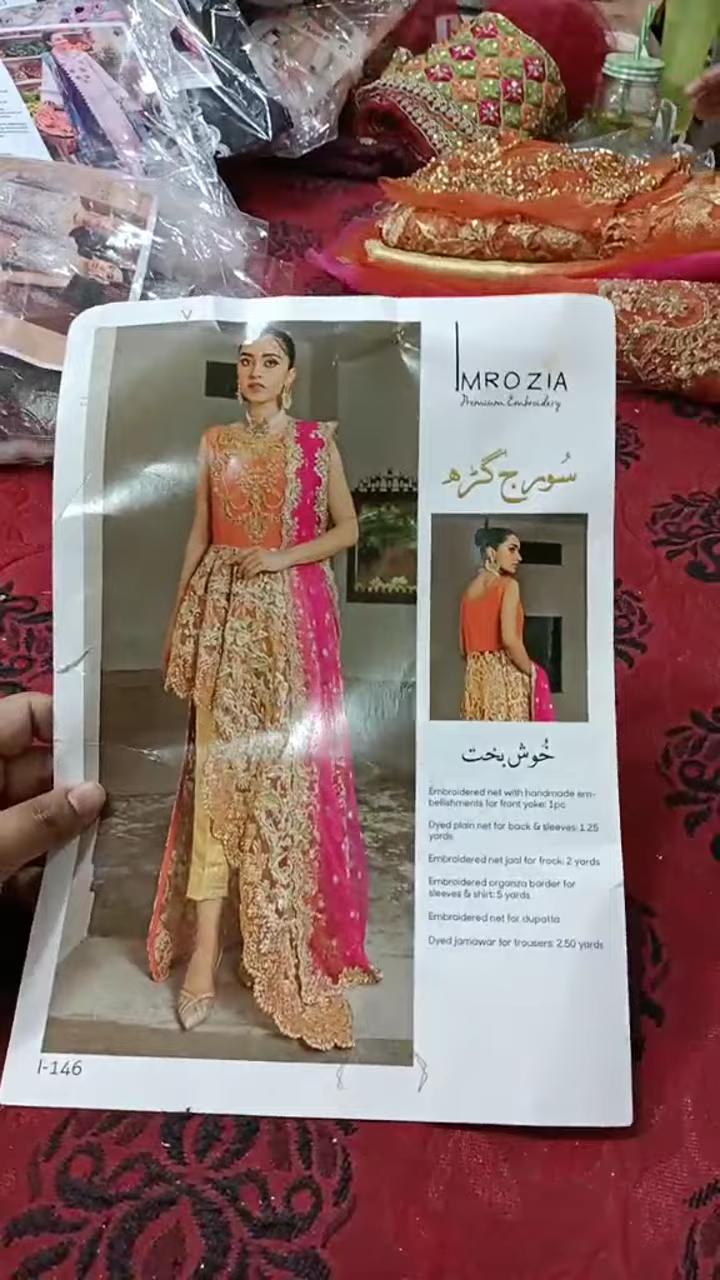 IMROZIA
Premium Embroidery
سُورج گڑھ
خُوش بخت
Embroidered net with handmade em-
bellishments for front yoke: 1pc
Dyed plain net for back & sleeves: 1.25
yards
Embroidered net jaal for frock: 2 yards
Embroidered organza border for
sleeves & shirt: 5 yards
Embroidered net for dupatta
Dyed jamawar for trousers: 2.50 yards
I-146